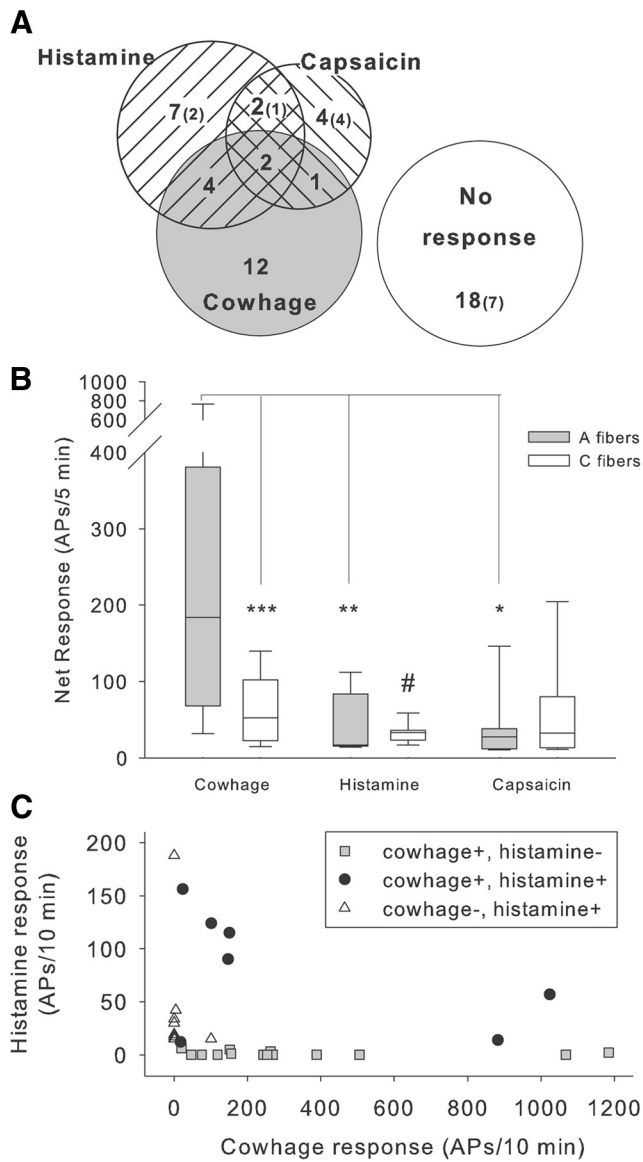 A
Histamine
Capsaicin
7(2)
2(1)
4(4)
2
4
1
12
Cowhage
No
response
18(7)
B
Net Response (APs/5 min)
1000
800
600
400
300
200
100
0
A fibers
C fibers
***
**
*
#
Cowhage
Histamine
Capsaicin
C
Histamine response
(APs/10 min)
200
150
100
50
0
cowhage+, histamine-
cowhage+, histamine+
cowhage-, histamine+
0 200 400 600 800 1000 1200
Cowhage response (APs/10 min)